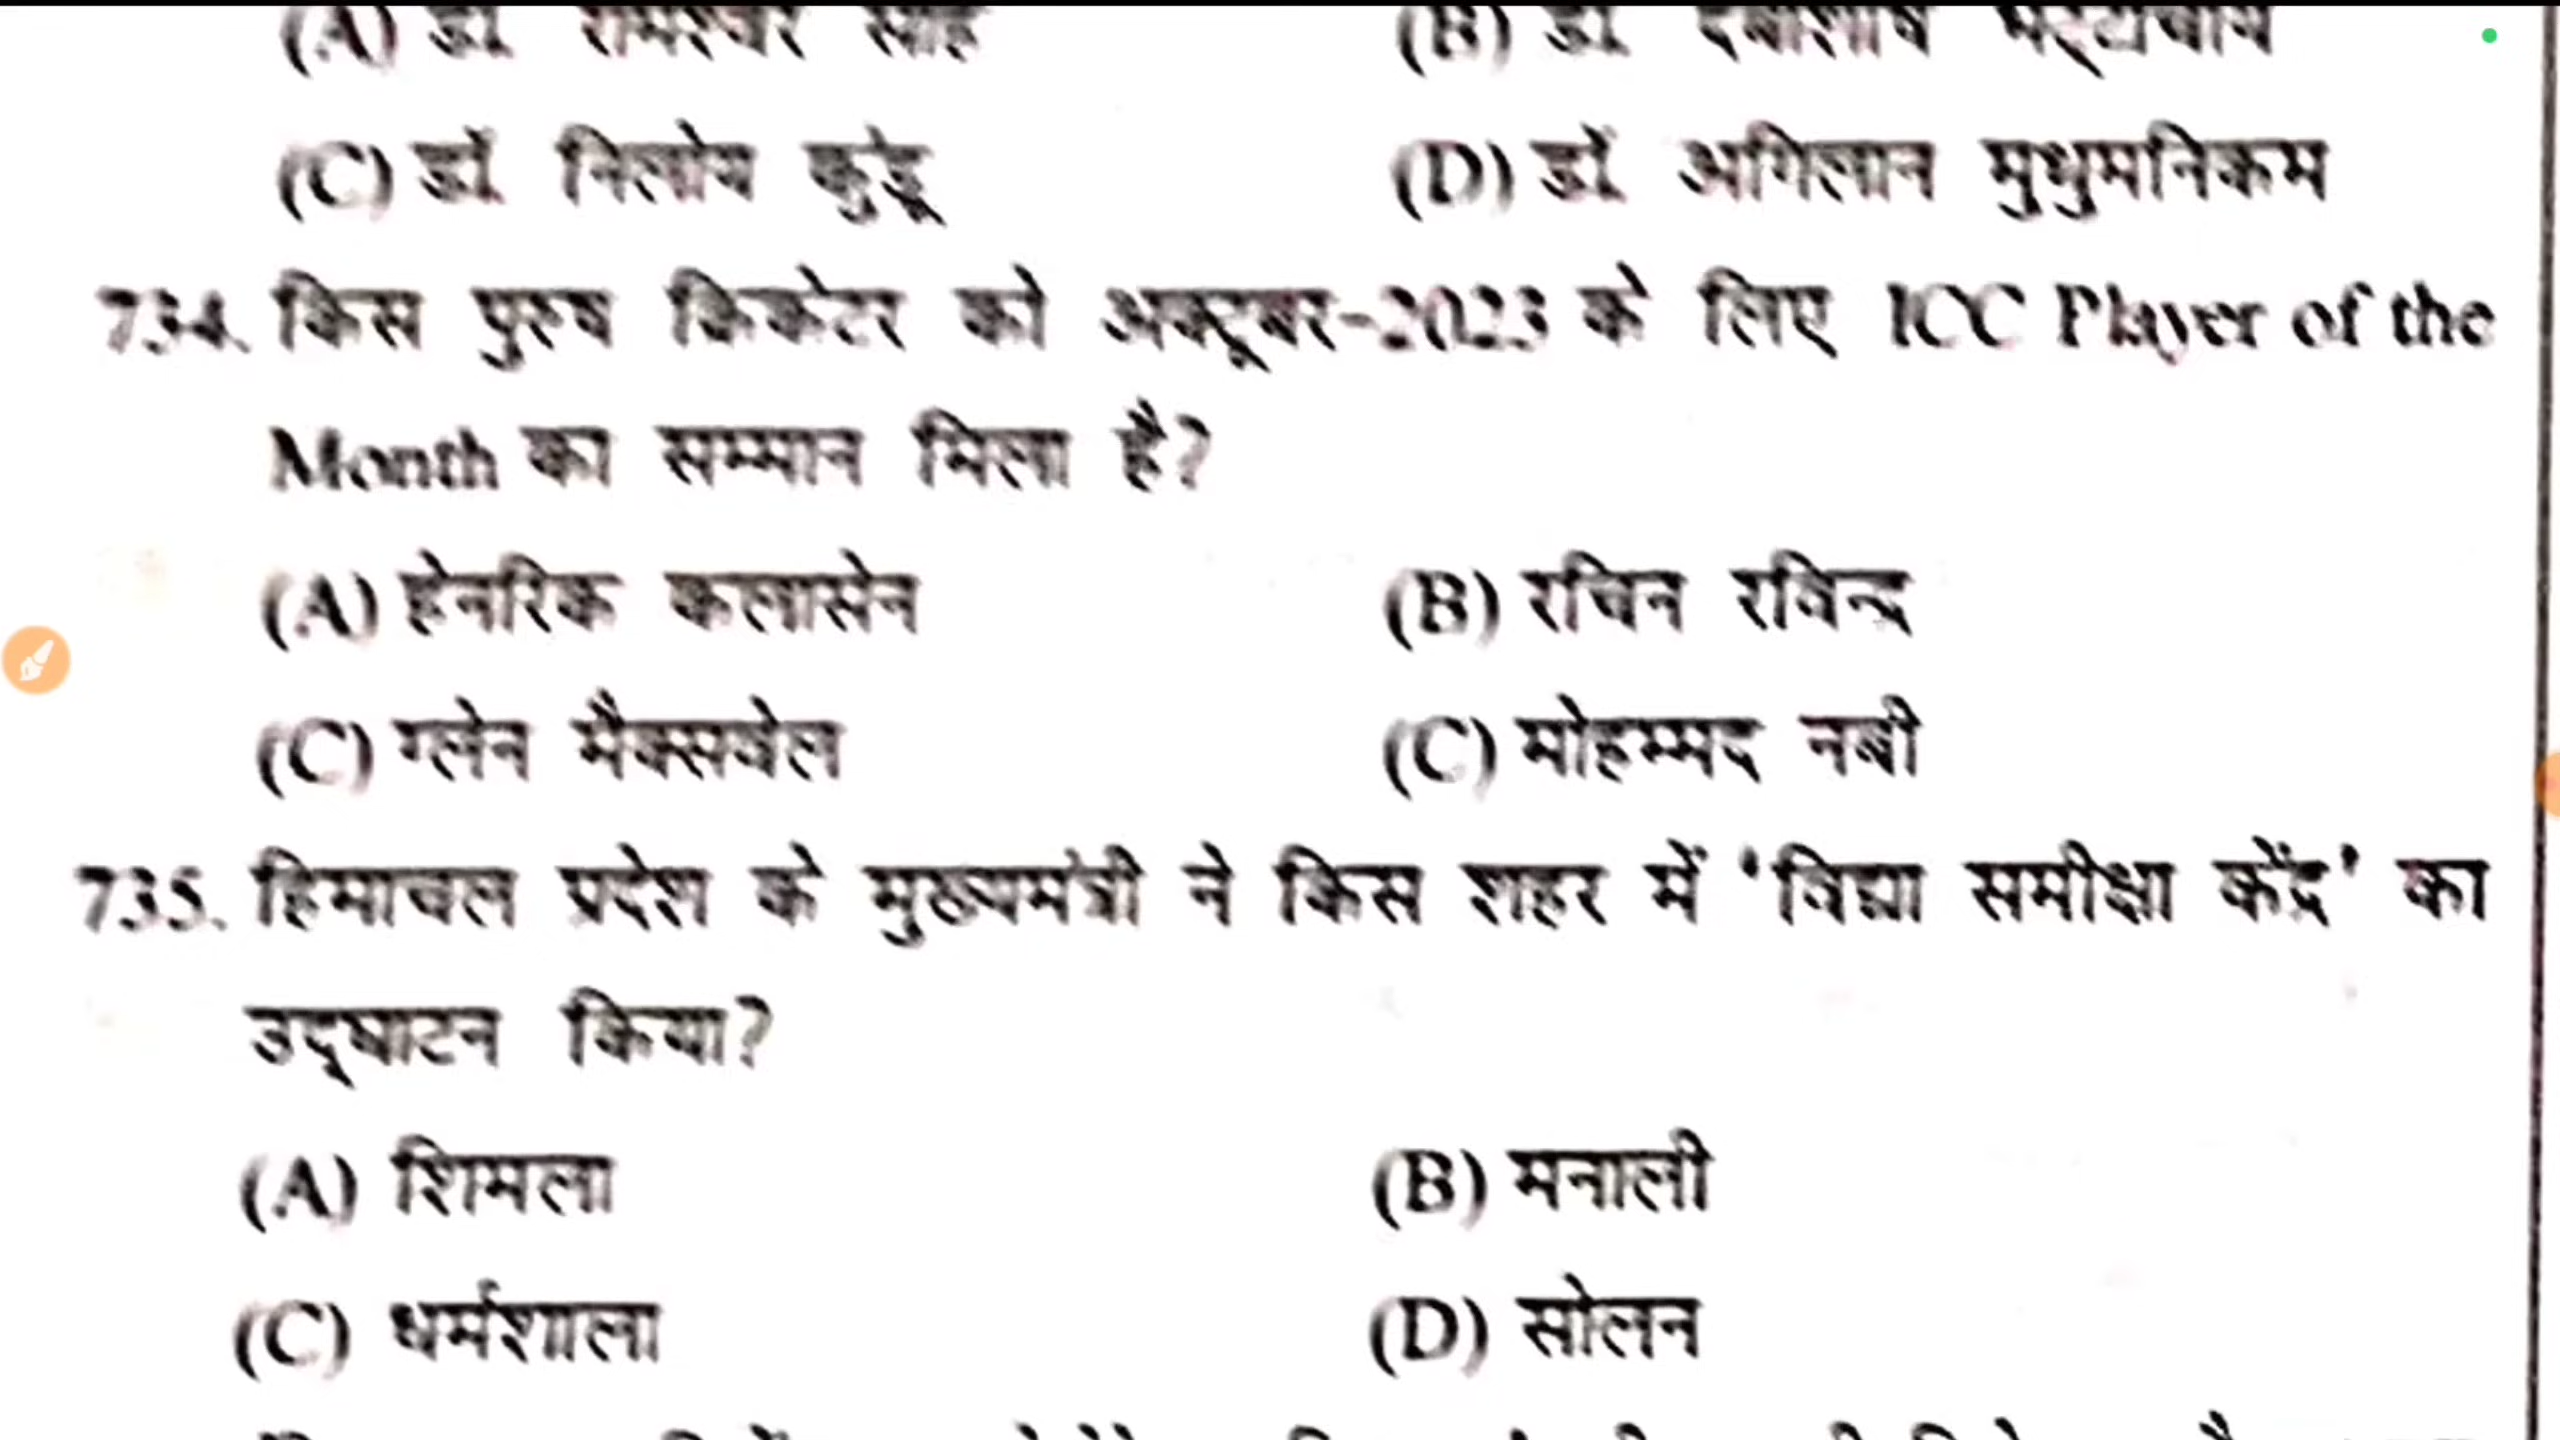 (A) डॉ (B) डॉ
(C) डॉ निलोय कुंडू (D) डॉ अगिलान मुथुमनिकम
734. किस पुरुष क्रिकेटर को अक्टूबर-2023 के लिए ICC Player of the
Month का सम्मान मिला है?
(A) हेनरिक कलासेन (B) रचिन रविन्द्र
(C) ग्लेन मैक्सवेल (C) मोहम्मद नबी
735. हिमाचल प्रदेश के मुख्यमंत्री ने किस शहर में ‘विद्या समीक्षा केंद्र’ का
उद्घाटन किया?
(A) शिमला (B) मनाली
(C) धर्मशाला (D) सोलन